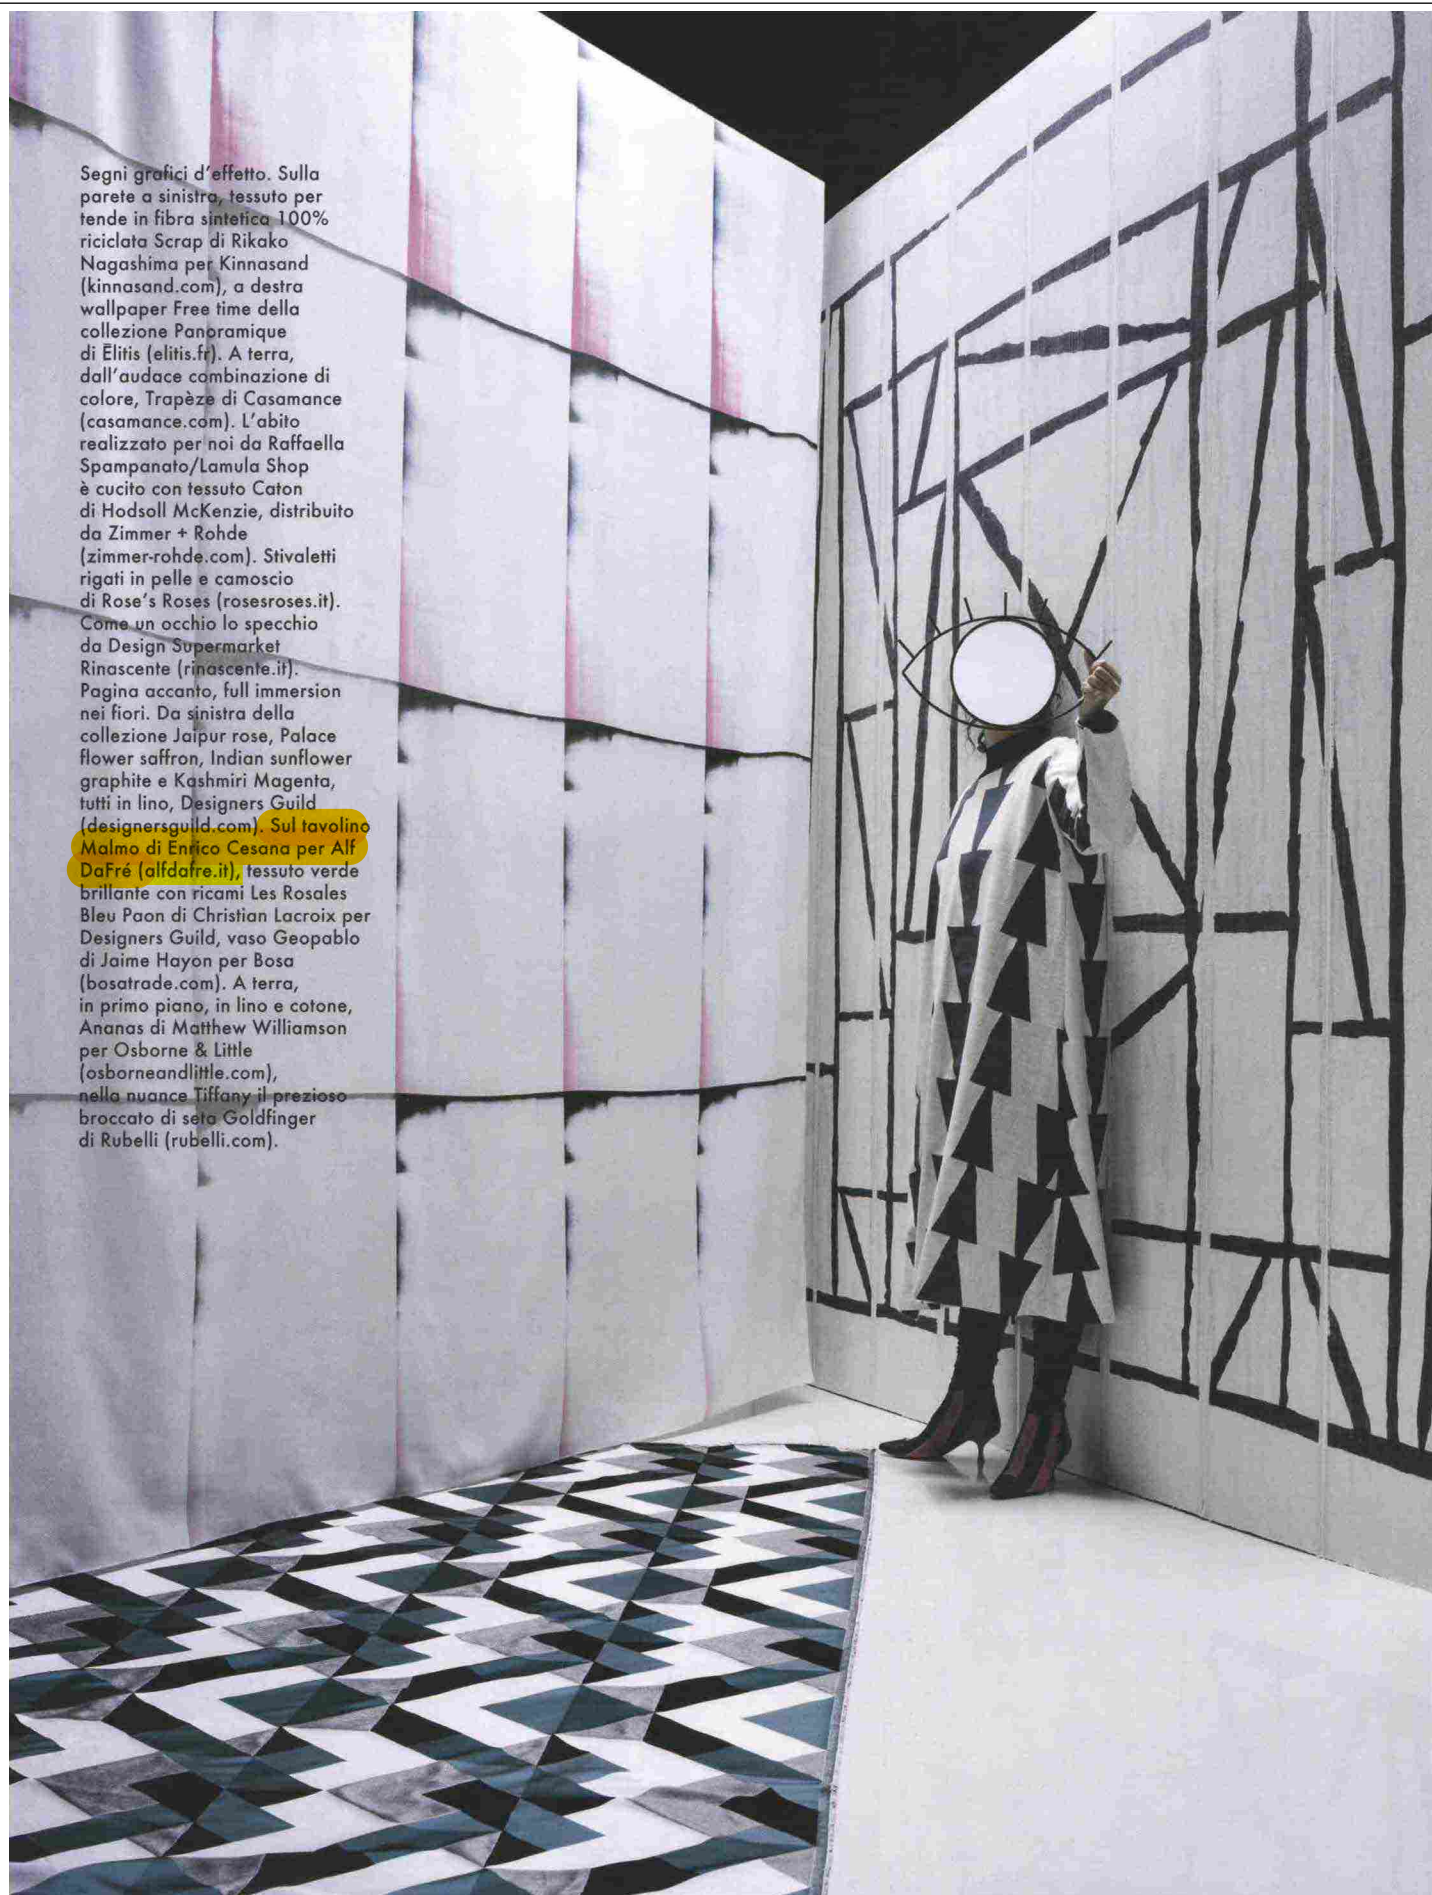 Segni grafici d'effetto. Sulla
parete a sinistra, tessuto per
tende in fibra sintetica 100%
riciclata Scrap di Rikako
Nagashima per Kinnasand
(kinnasand.com), a destra
wallpaper Free time della
collezione Panoramique
di Ēlitis (elitis.fr). A terra,
dall'audace combinazione di
colore, Trapèze di Casamance
(casamance.com). L'abito
realizzato per noi da Raffaella
Spampanato/Lamula Shop
è cucito con tessuto Caton
di Hodsoll McKenzie, distribuito
da Zimmer + Rohde
(zimmer-rohde.com). Stivaletti
rigati in pelle e camoscio
di Rose's Roses (rosesroses.it).
Come un occhio lo specchio
da Design Supermarket
Rinascente (rinascente.it).
Pagina accanto, full immersion
nei fiori. Da sinistra della
collezione Jaipur rose, Palace
flower saffron, Indian sunflower
graphite e Kashmiri Magenta,
tutti in lino, Designers Guild
(designersguild.com). Sul tavolino
Malmo di Enrico Cesana per Alf
DaFré (alfdafre.it), tessuto verde
brillante con ricami Les Rosales
Bleu Paon di Christian Lacroix per
Designers Guild, vaso Geopablo
di Jaime Hayon per Bosa
(bosatrade.com). A terra,
in primo piano, in lino e cotone,
Ananas di Matthew Williamson
per Osborne & Little
(osborneandlittle.com),
nella nuance Tiffany il prezioso
broccato di seta Goldfinger
di Rubelli (rubelli.com).